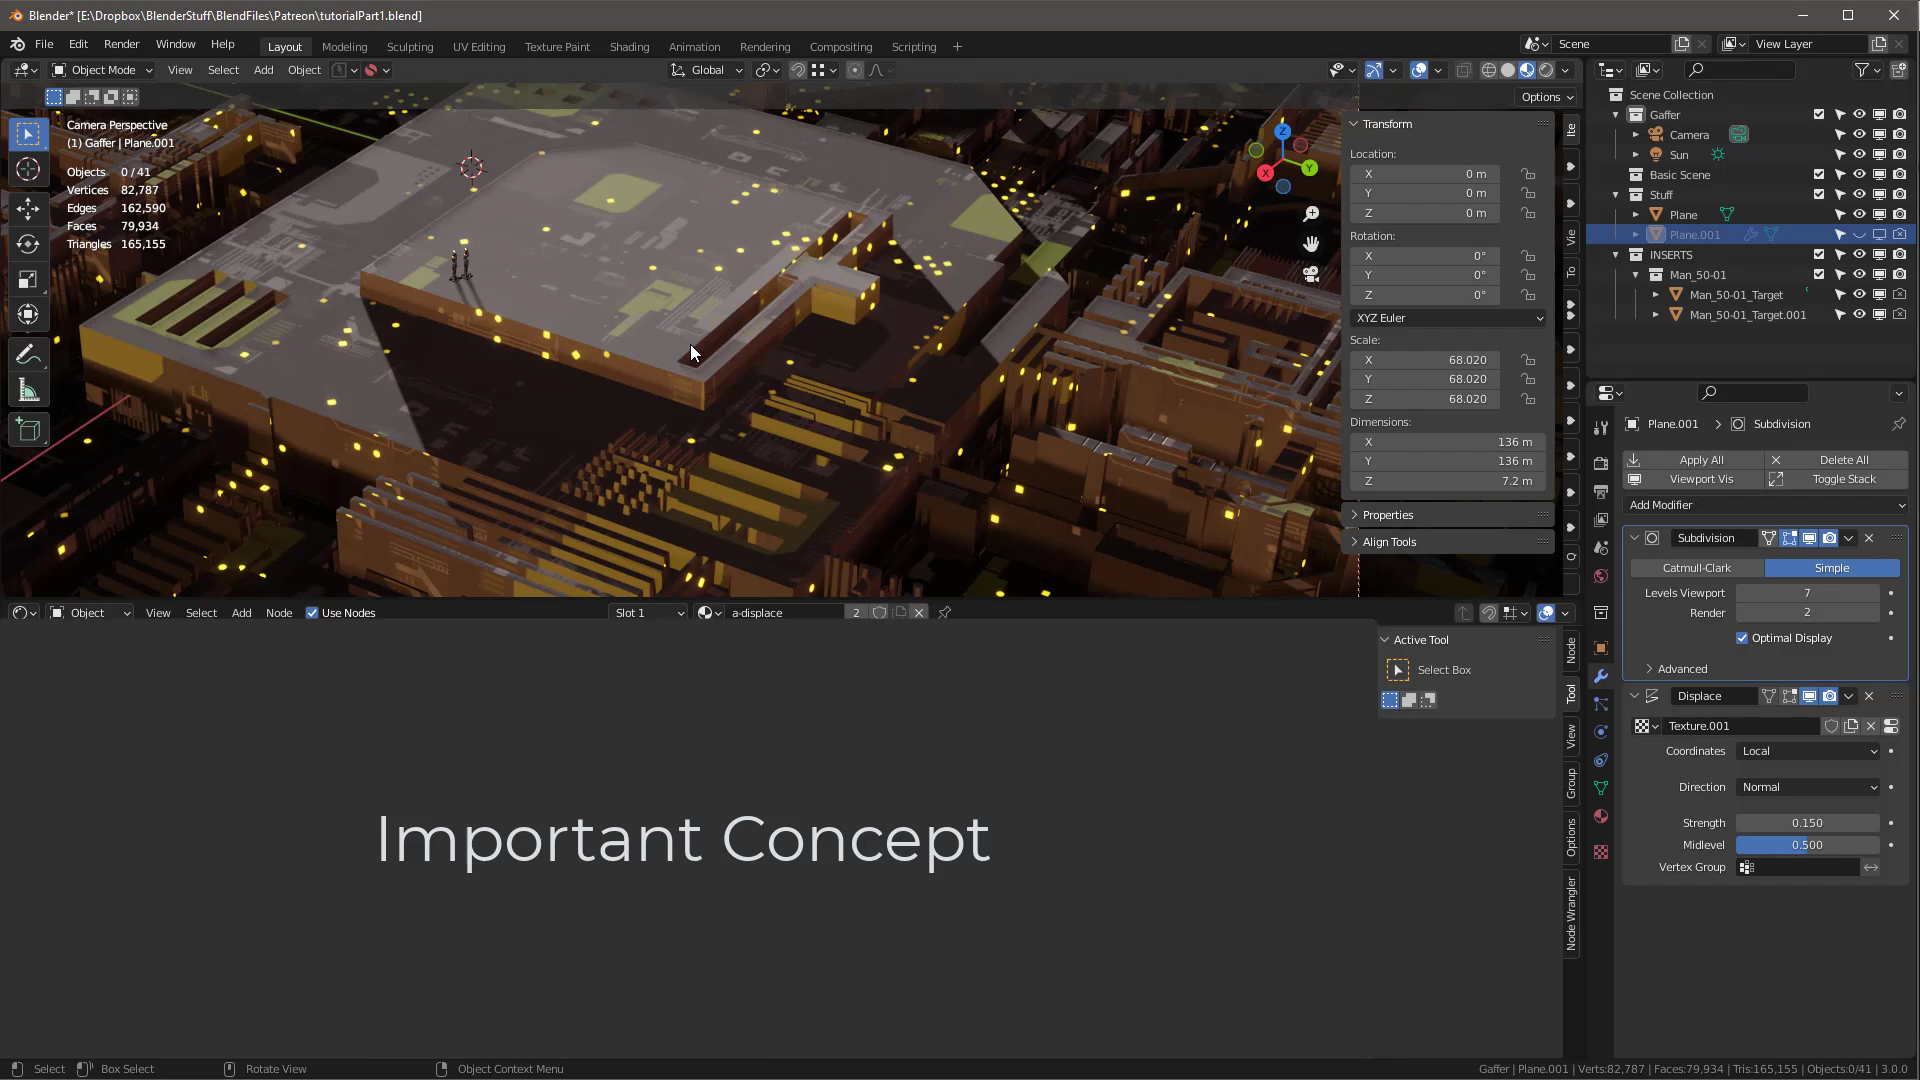 Blender* [E:\Dropbox\BlenderStuff\BlendFiles\Patreon\tutorialPart1.blend]
File Edit Render Window Help Layout Modeling Sculpting UV Editing Texture Paint Shading Animation Rendering Compositing Scripting + Scene View Layer
Object Mode View Select Add Object Global
Options
Camera Perspective
(1) Gaffer | Plane.001
Objects 0 / 41
Vertices 82,787
Edges 162,590
Faces 79,934
Triangles 165,155
Z
Y
X
Transform
Location:
X 0 m
Y 0 m
Z 0 m
Rotation:
X 0°
Y 0°
Z 0°
XYZ Euler
Scale:
X 68.020
Y 68.020
Z 68.020
Dimensions:
X 136 m
Y 136 m
Z 7.2 m
Properties
Align Tools
Ite
Vie
To
Q
Scene Collection
Gaffer
Camera
Sun
Basic Scene
Stuff
Plane
Plane.001
INSERTS
Man_50-01
Man_50-01_Target
Man_50-01_Target.001
Plane.001 > Subdivision
Apply All Delete All
Viewport Vis Toggle Stack
Add Modifier
Subdivision
Catmull-Clark Simple
Levels Viewport 7
Render 2
Optimal Display
Advanced
Displace
Texture.001
Coordinates Local
Direction Normal
Strength 0.150
Midlevel 0.500
Vertex Group
Object View Select Add Node Use Nodes Slot 1 a-displace 2
Active Tool
Select Box
Node
Tool
View
Group
Options
Node Wrangler
Important Concept
Select Box Select Rotate View Object Context Menu
Gaffer | Plane.001 | Verts:82,787 | Faces:79,934 | Tris:165,155 | Objects:0/41 | 3.0.0